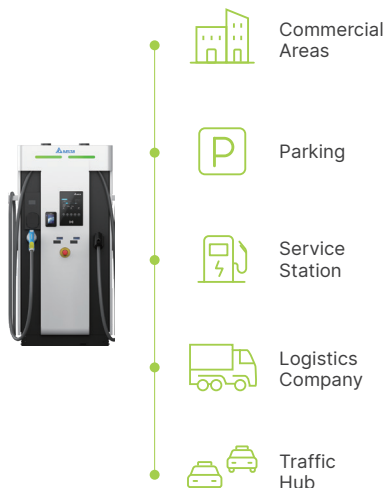 Commercial
Areas
P
Parking
Service
Station
Logistics
Company
Traffic
Hub